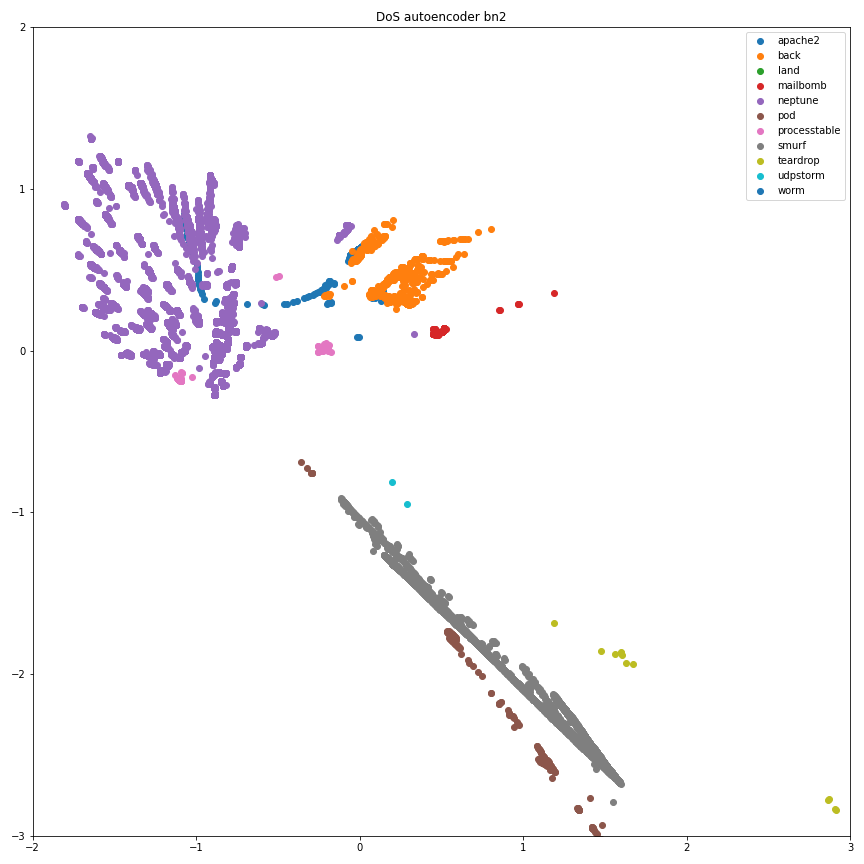 DoS autoencoder bn2
apache2
back
land
mailbomb
neptune
pod
processtable
smurf
teardrop
udpstorm
worm
2
1
0
−1
−2
−3
−2
−1
0
1
2
3